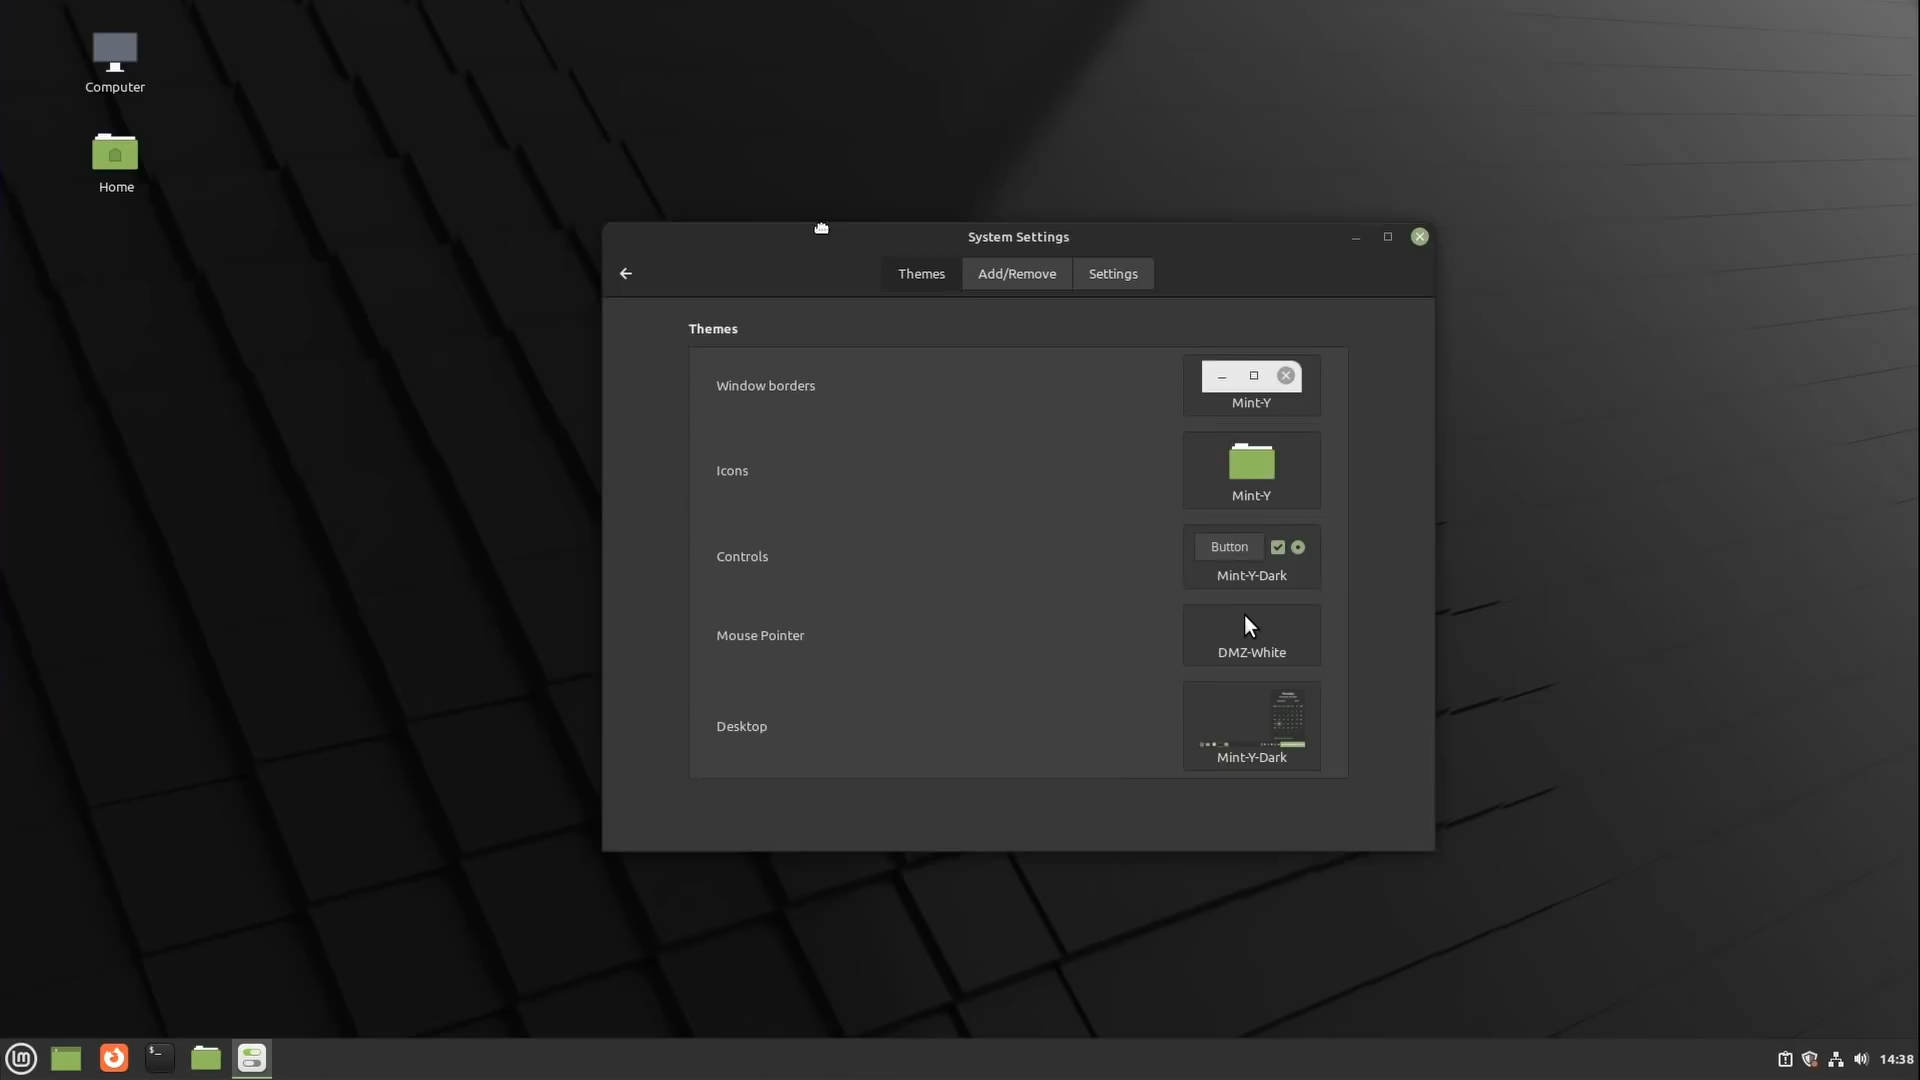 Computer
Home
System Settings
Themes
Add/Remove
Settings
Themes
Window borders
Mint-Y
Icons
Mint-Y
Controls
Button
Mint-Y-Dark
Mouse Pointer
DMZ-White
Desktop
Mint-Y-Dark
14:38